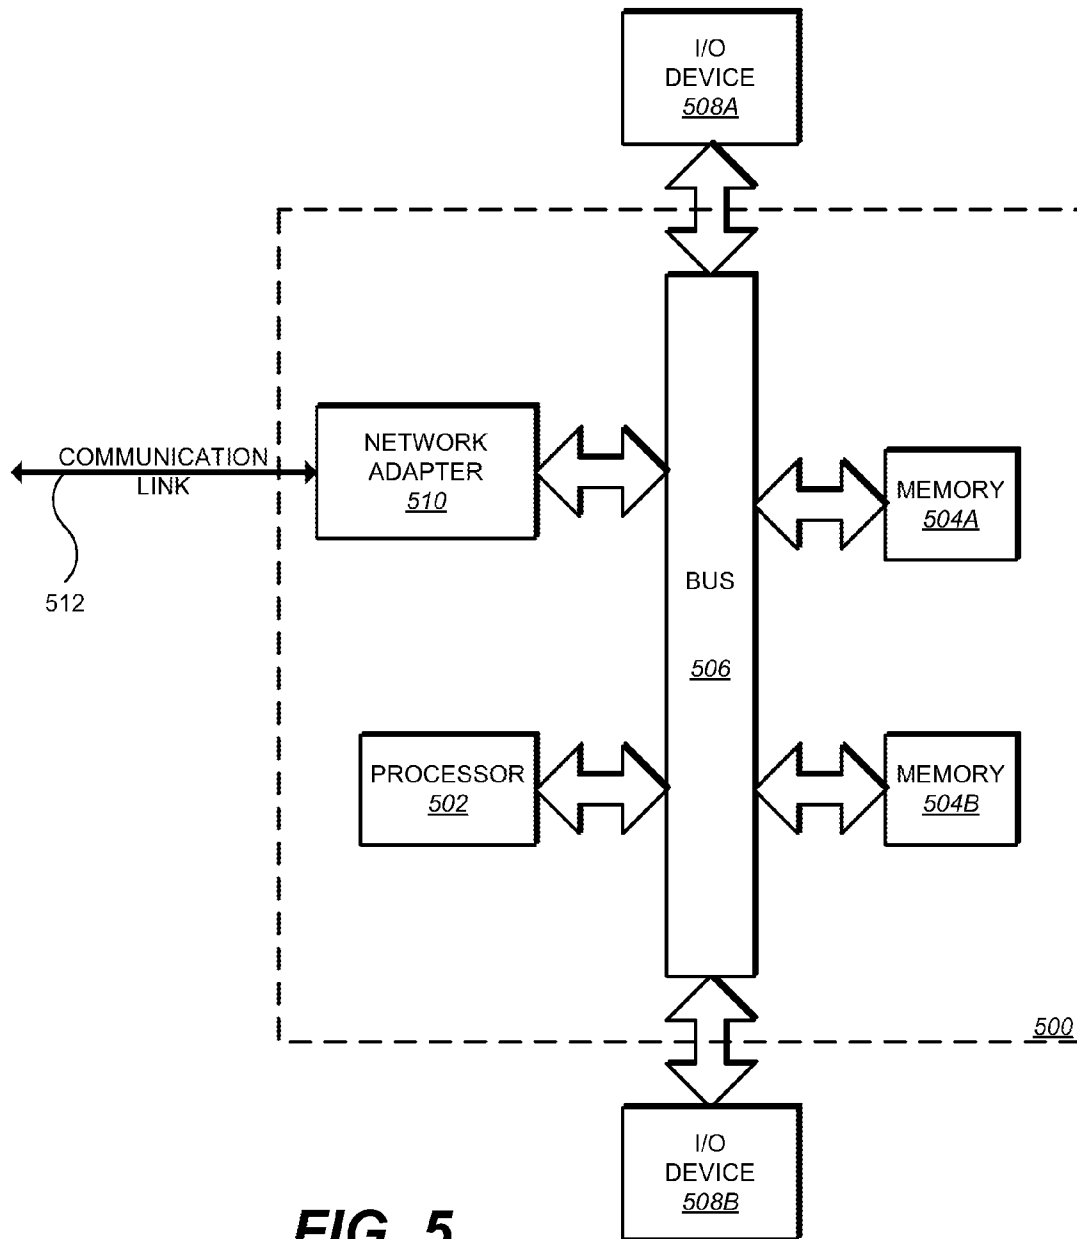 I/O
DEVICE
508A
NETWORK
ADAPTER
510
COMMUNICATION
LINK
512
MEMORY
504A
BUS
506
PROCESSOR
502
MEMORY
504B
500
I/O
DEVICE
508B
FIG. 5